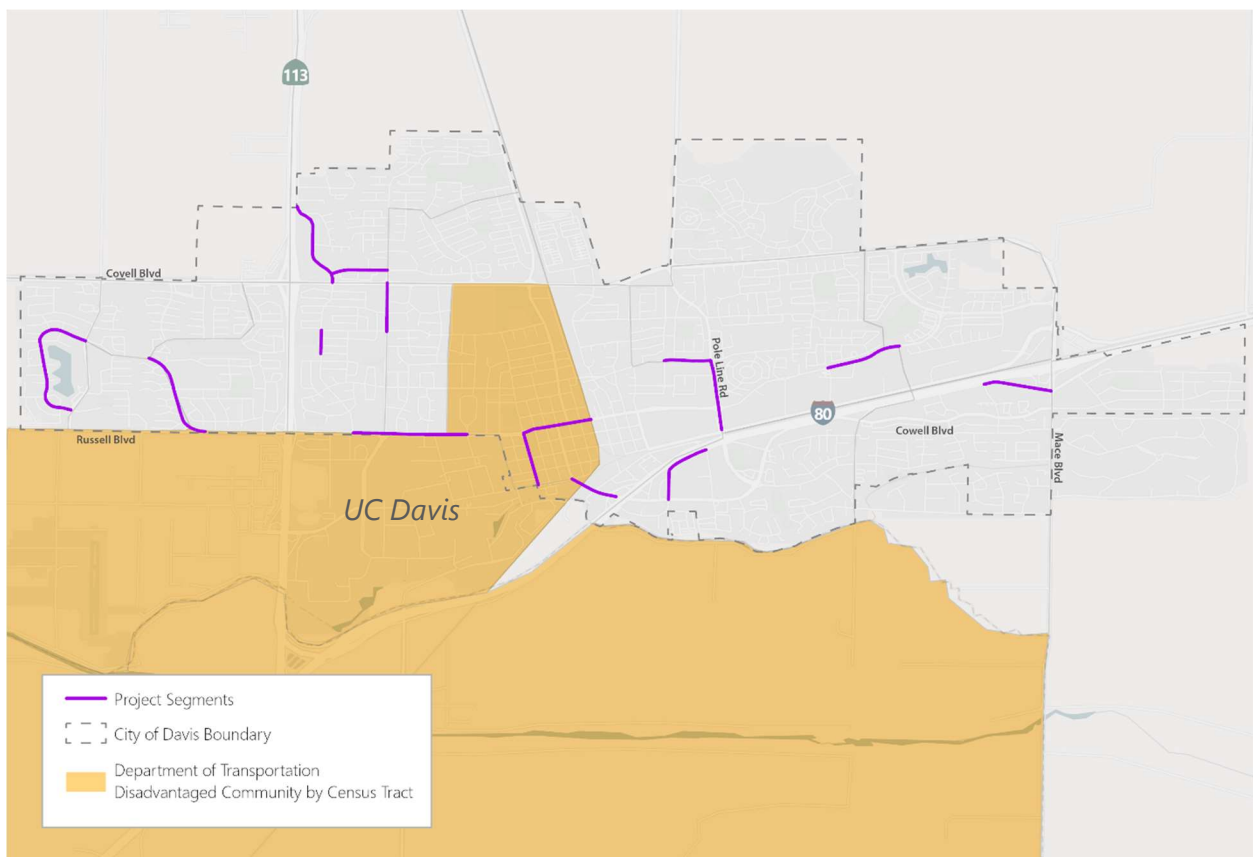 113
Covell Blvd
Pole Line Rd
80
Cowell Blvd
Russell Blvd
Mace Blvd
UC Davis
Project Segments
City of Davis Boundary
Department of Transportation
Disadvantaged Community by Census Tract